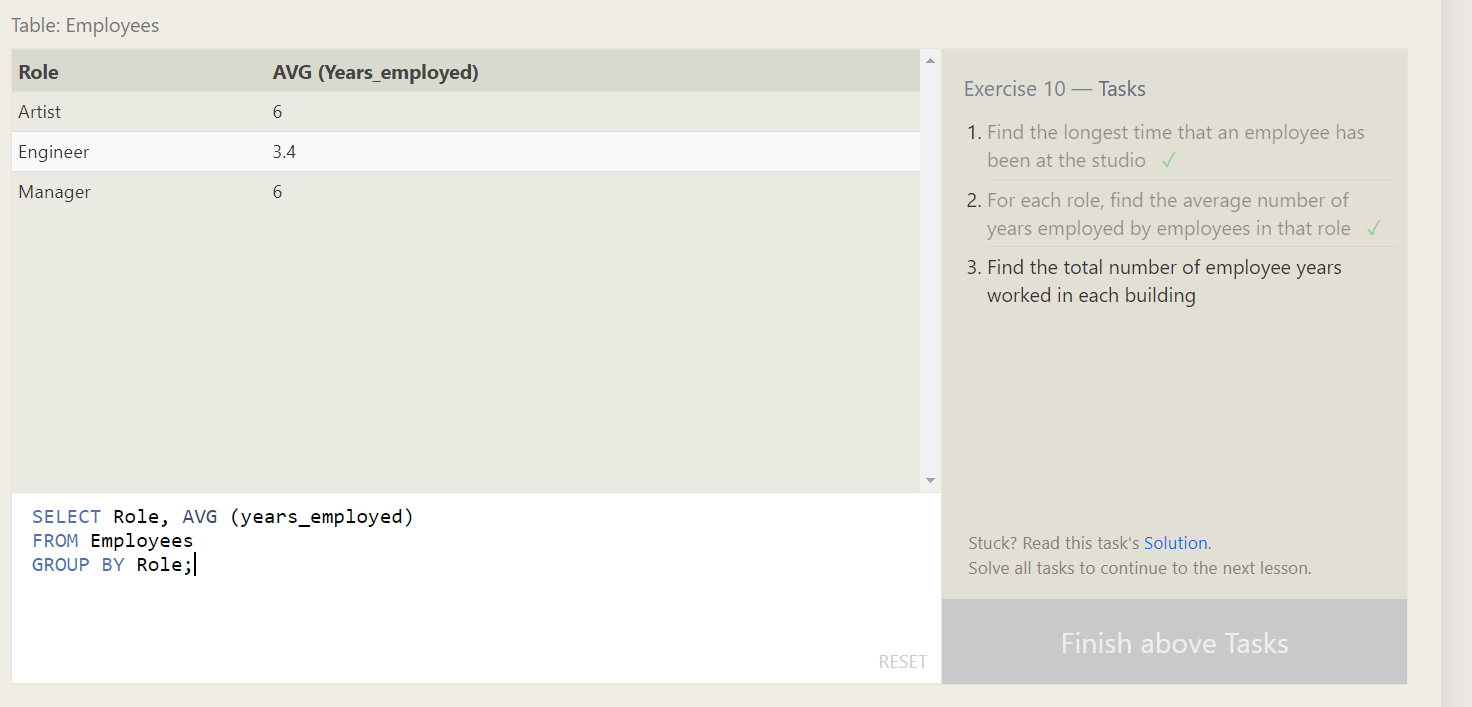 Table: Employees
Role AVG (Years_employed)
Artist 6
Engineer 3.4
Manager 6
SELECT Role, AVG (years_employed)
FROM Employees
GROUP BY Role;
RESET
Exercise 10 — Tasks
1. Find the longest time that an employee has
been at the studio ✓
2. For each role, find the average number of
years employed by employees in that role ✓
3. Find the total number of employee years
worked in each building
Stuck? Read this task's Solution.
Solve all tasks to continue to the next lesson.
Finish above Tasks